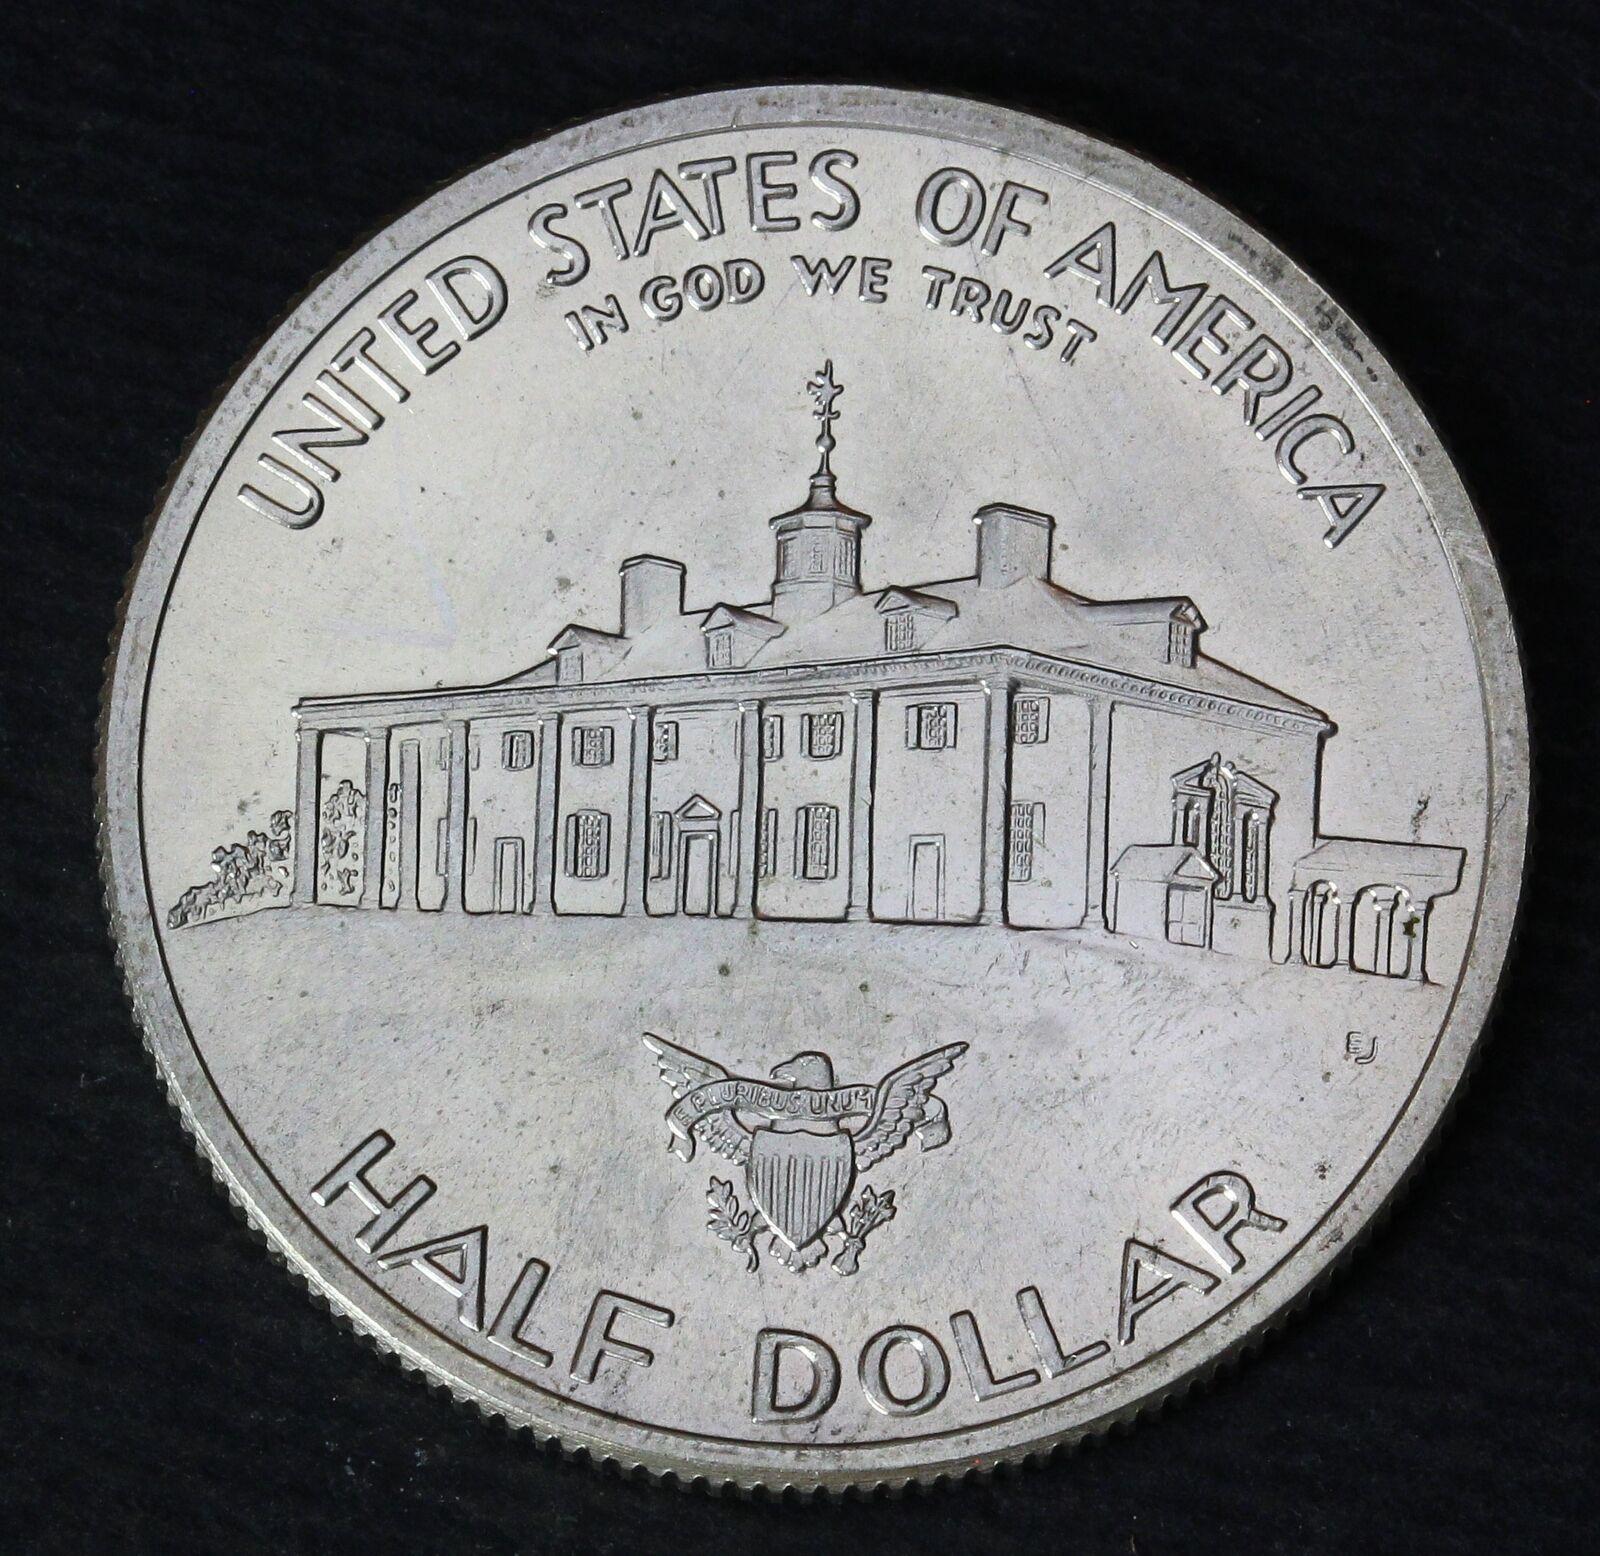 UNITED STATES OF AMERICA
IN GOD WE TRUST
EJ
E PLURIBUS UNUM
HALF DOLLAR